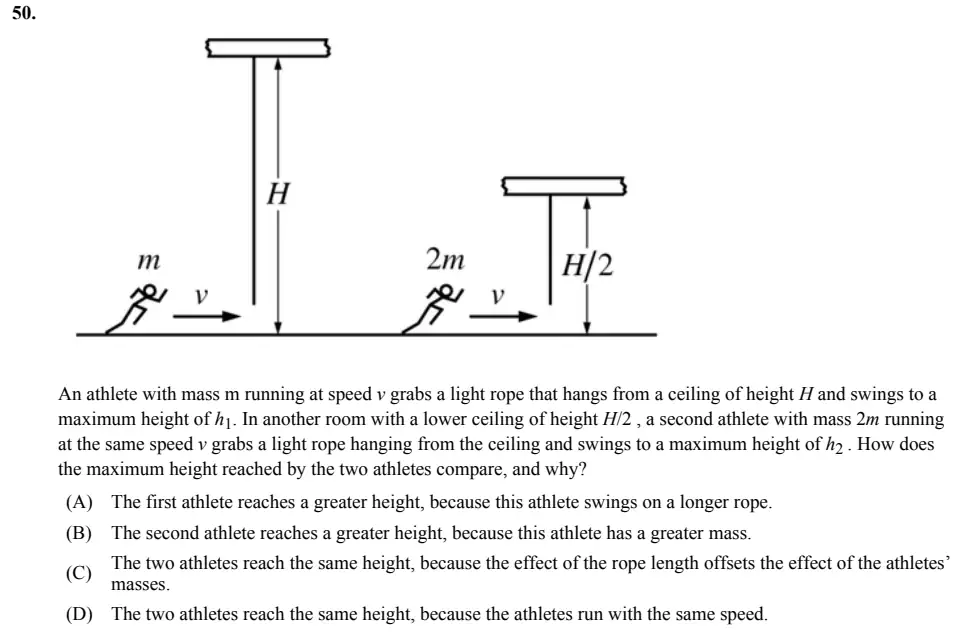 50.
H
m
v
2m
v
H/2
An athlete with mass m running at speed v grabs a light rope that hangs from a ceiling of height H and swings to a
maximum height of h₁. In another room with a lower ceiling of height H/2 , a second athlete with mass 2m running
at the same speed v grabs a light rope hanging from the ceiling and swings to a maximum height of h₂ . How does
the maximum height reached by the two athletes compare, and why?
(A) The first athlete reaches a greater height, because this athlete swings on a longer rope.
(B) The second athlete reaches a greater height, because this athlete has a greater mass.
(C) The two athletes reach the same height, because the effect of the rope length offsets the effect of the athletes’
masses.
(D) The two athletes reach the same height, because the athletes run with the same speed.